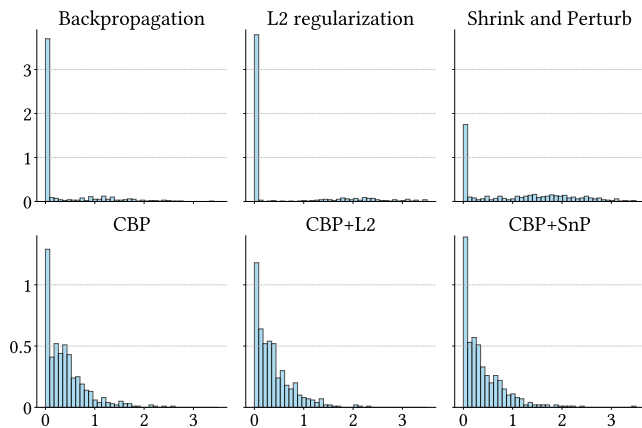 Backpropagation L2 regularization Shrink and Perturb
3
2
1
0
CBP CBP+L2 CBP+SnP
1
0.5
0
0 1 2 3 0 1 2 3 0 1 2 3